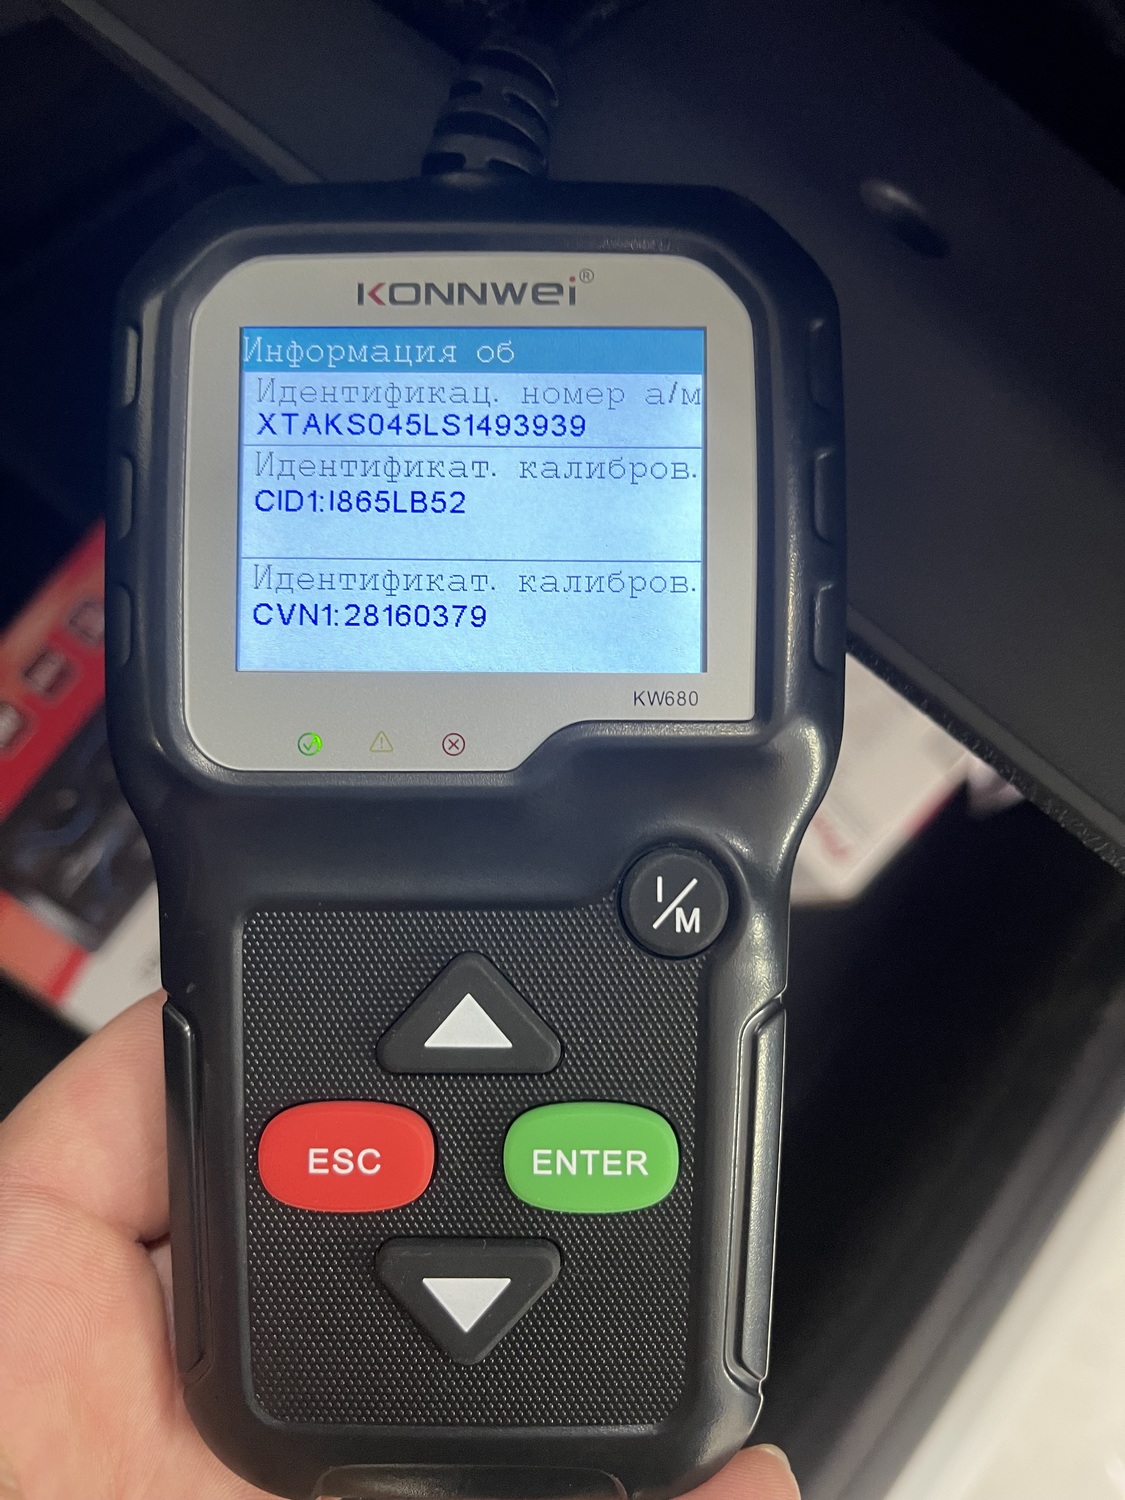 KONNWEI®
Информация об
Идентификац. номер а/м
XTAKS045LS1493939
Идентификат. калибров.
CID1:I865LB52
Идентификат. калибров.
CVN1:28160379
KW680
I/M
ESC
ENTER